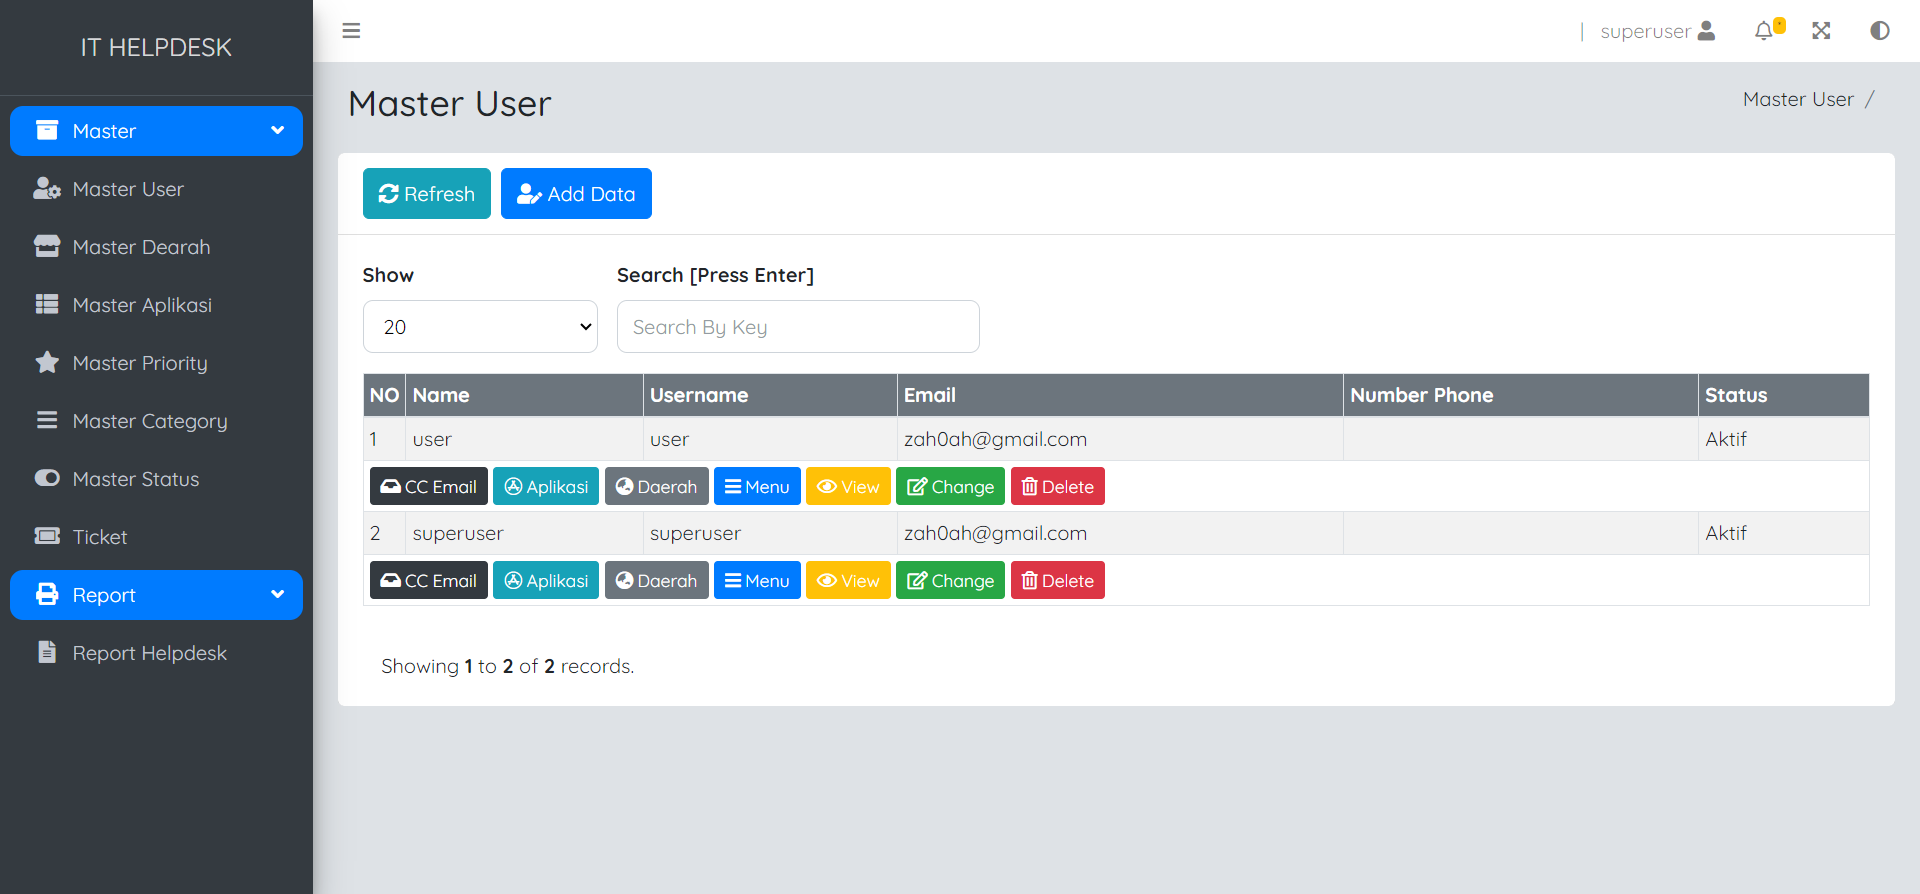 IT HELPDESK
superuser
Master
Master User
Master Dearah
Master Aplikasi
Master Priority
Master Category
Master Status
Ticket
Report
Report Helpdesk
Master User
Master User /
Refresh
Add Data
Show
Search [Press Enter]
20
Search By Key
NO Name Username Email Number Phone Status
1 user user zah0ah@gmail.com Aktif
CC Email Aplikasi Daerah Menu View Change Delete
2 superuser superuser zah0ah@gmail.com Aktif
CC Email Aplikasi Daerah Menu View Change Delete
Showing 1 to 2 of 2 records.